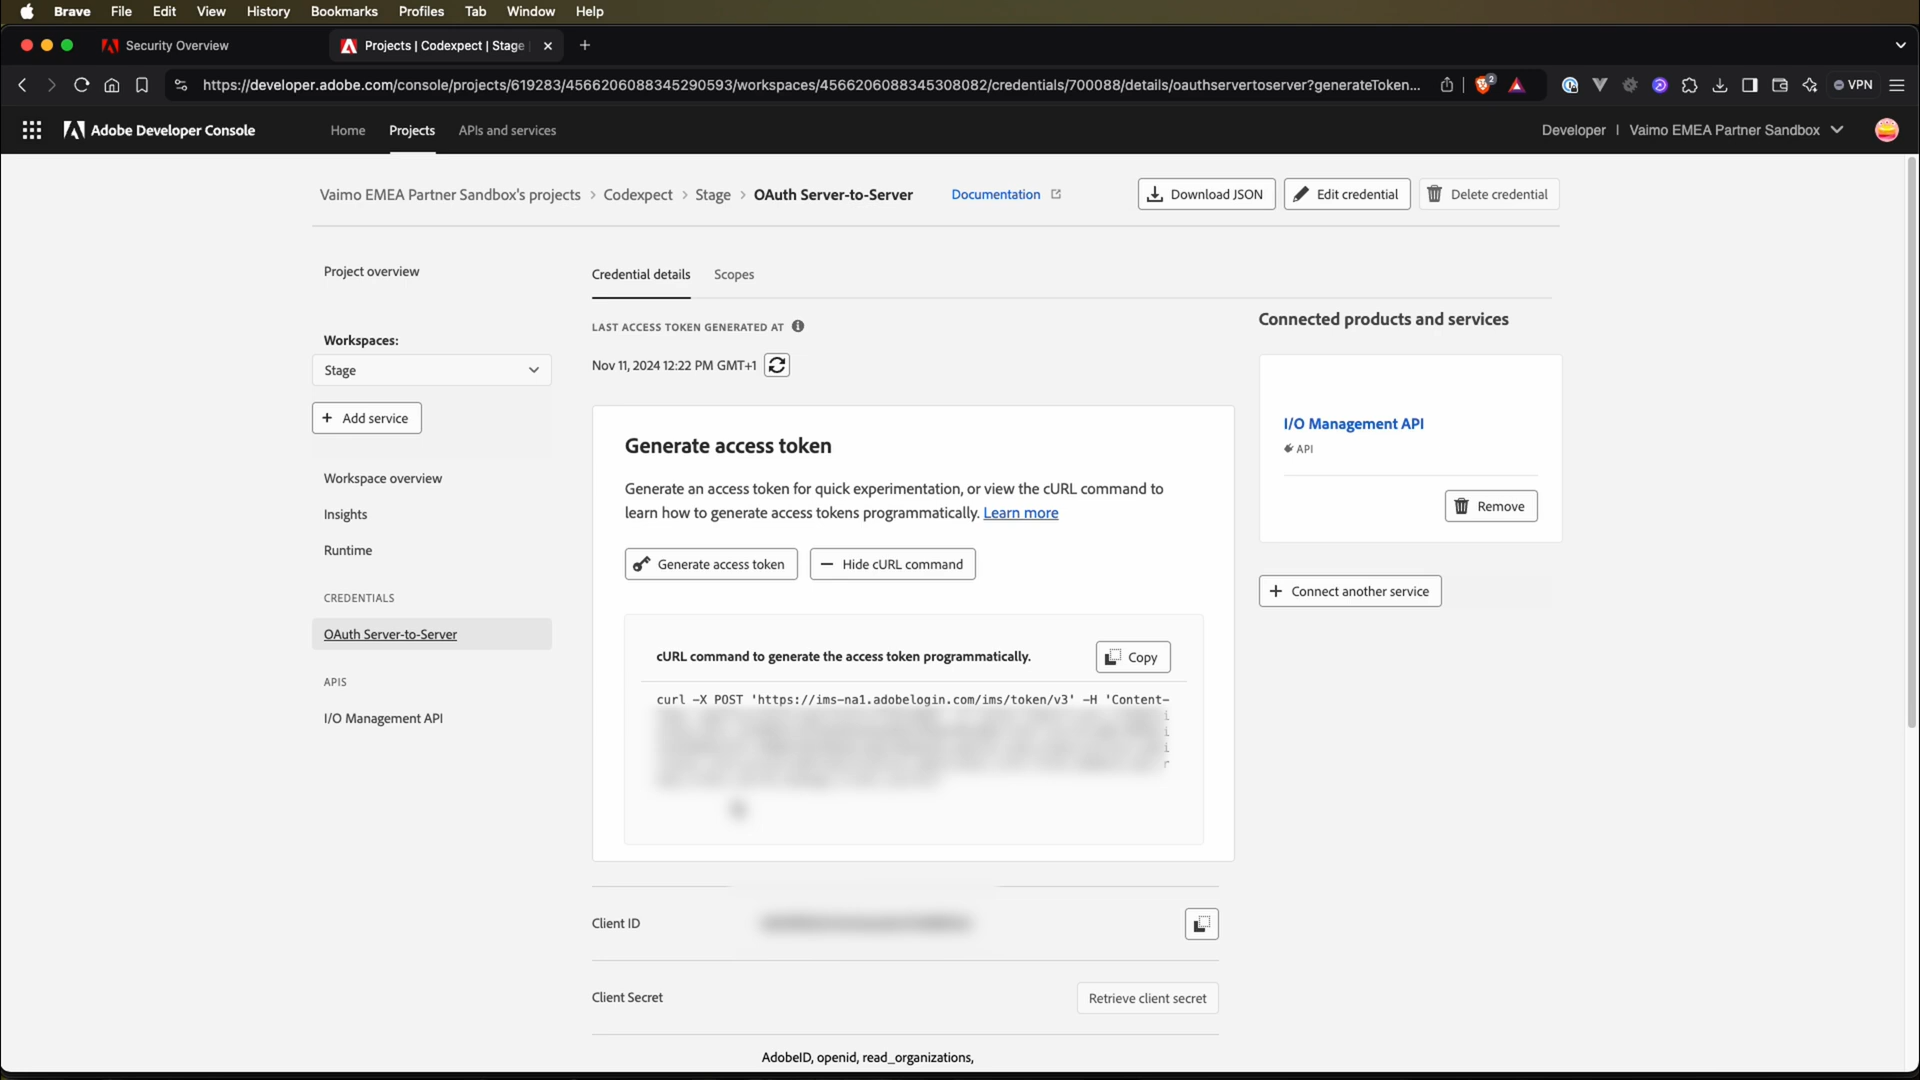 Brave File Edit View History Bookmarks Profiles Tab Window Help
Security Overview
Projects | Codexpect | Stage
https://developer.adobe.com/console/projects/619283/4566206088345290593/workspaces/4566206088345308082/credentials/700088/details/oauthservertoserver?generateToken...
2
VPN
Adobe Developer Console
Home Projects APIs and services
Developer | Vaimo EMEA Partner Sandbox
Vaimo EMEA Partner Sandbox's projects > Codexpect > Stage > OAuth Server-to-Server
Documentation
Download JSON
Edit credential
Delete credential
Project overview
Workspaces:
Stage
+ Add service
Workspace overview
Insights
Runtime
CREDENTIALS
OAuth Server-to-Server
APIS
I/O Management API
Credential details Scopes
LAST ACCESS TOKEN GENERATED AT
Nov 11, 2024 12:22 PM GMT+1
Generate access token
Generate an access token for quick experimentation, or view the cURL command to
learn how to generate access tokens programmatically. Learn more
Generate access token
Hide cURL command
cURL command to generate the access token programmatically.
Copy
curl -X POST 'https://ims-na1.adobelogin.com/ims/token/v3' -H 'Content-
Client ID
Client Secret
Retrieve client secret
AdobeID, openid, read_organizations,
Connected products and services
I/O Management API
API
Remove
+ Connect another service